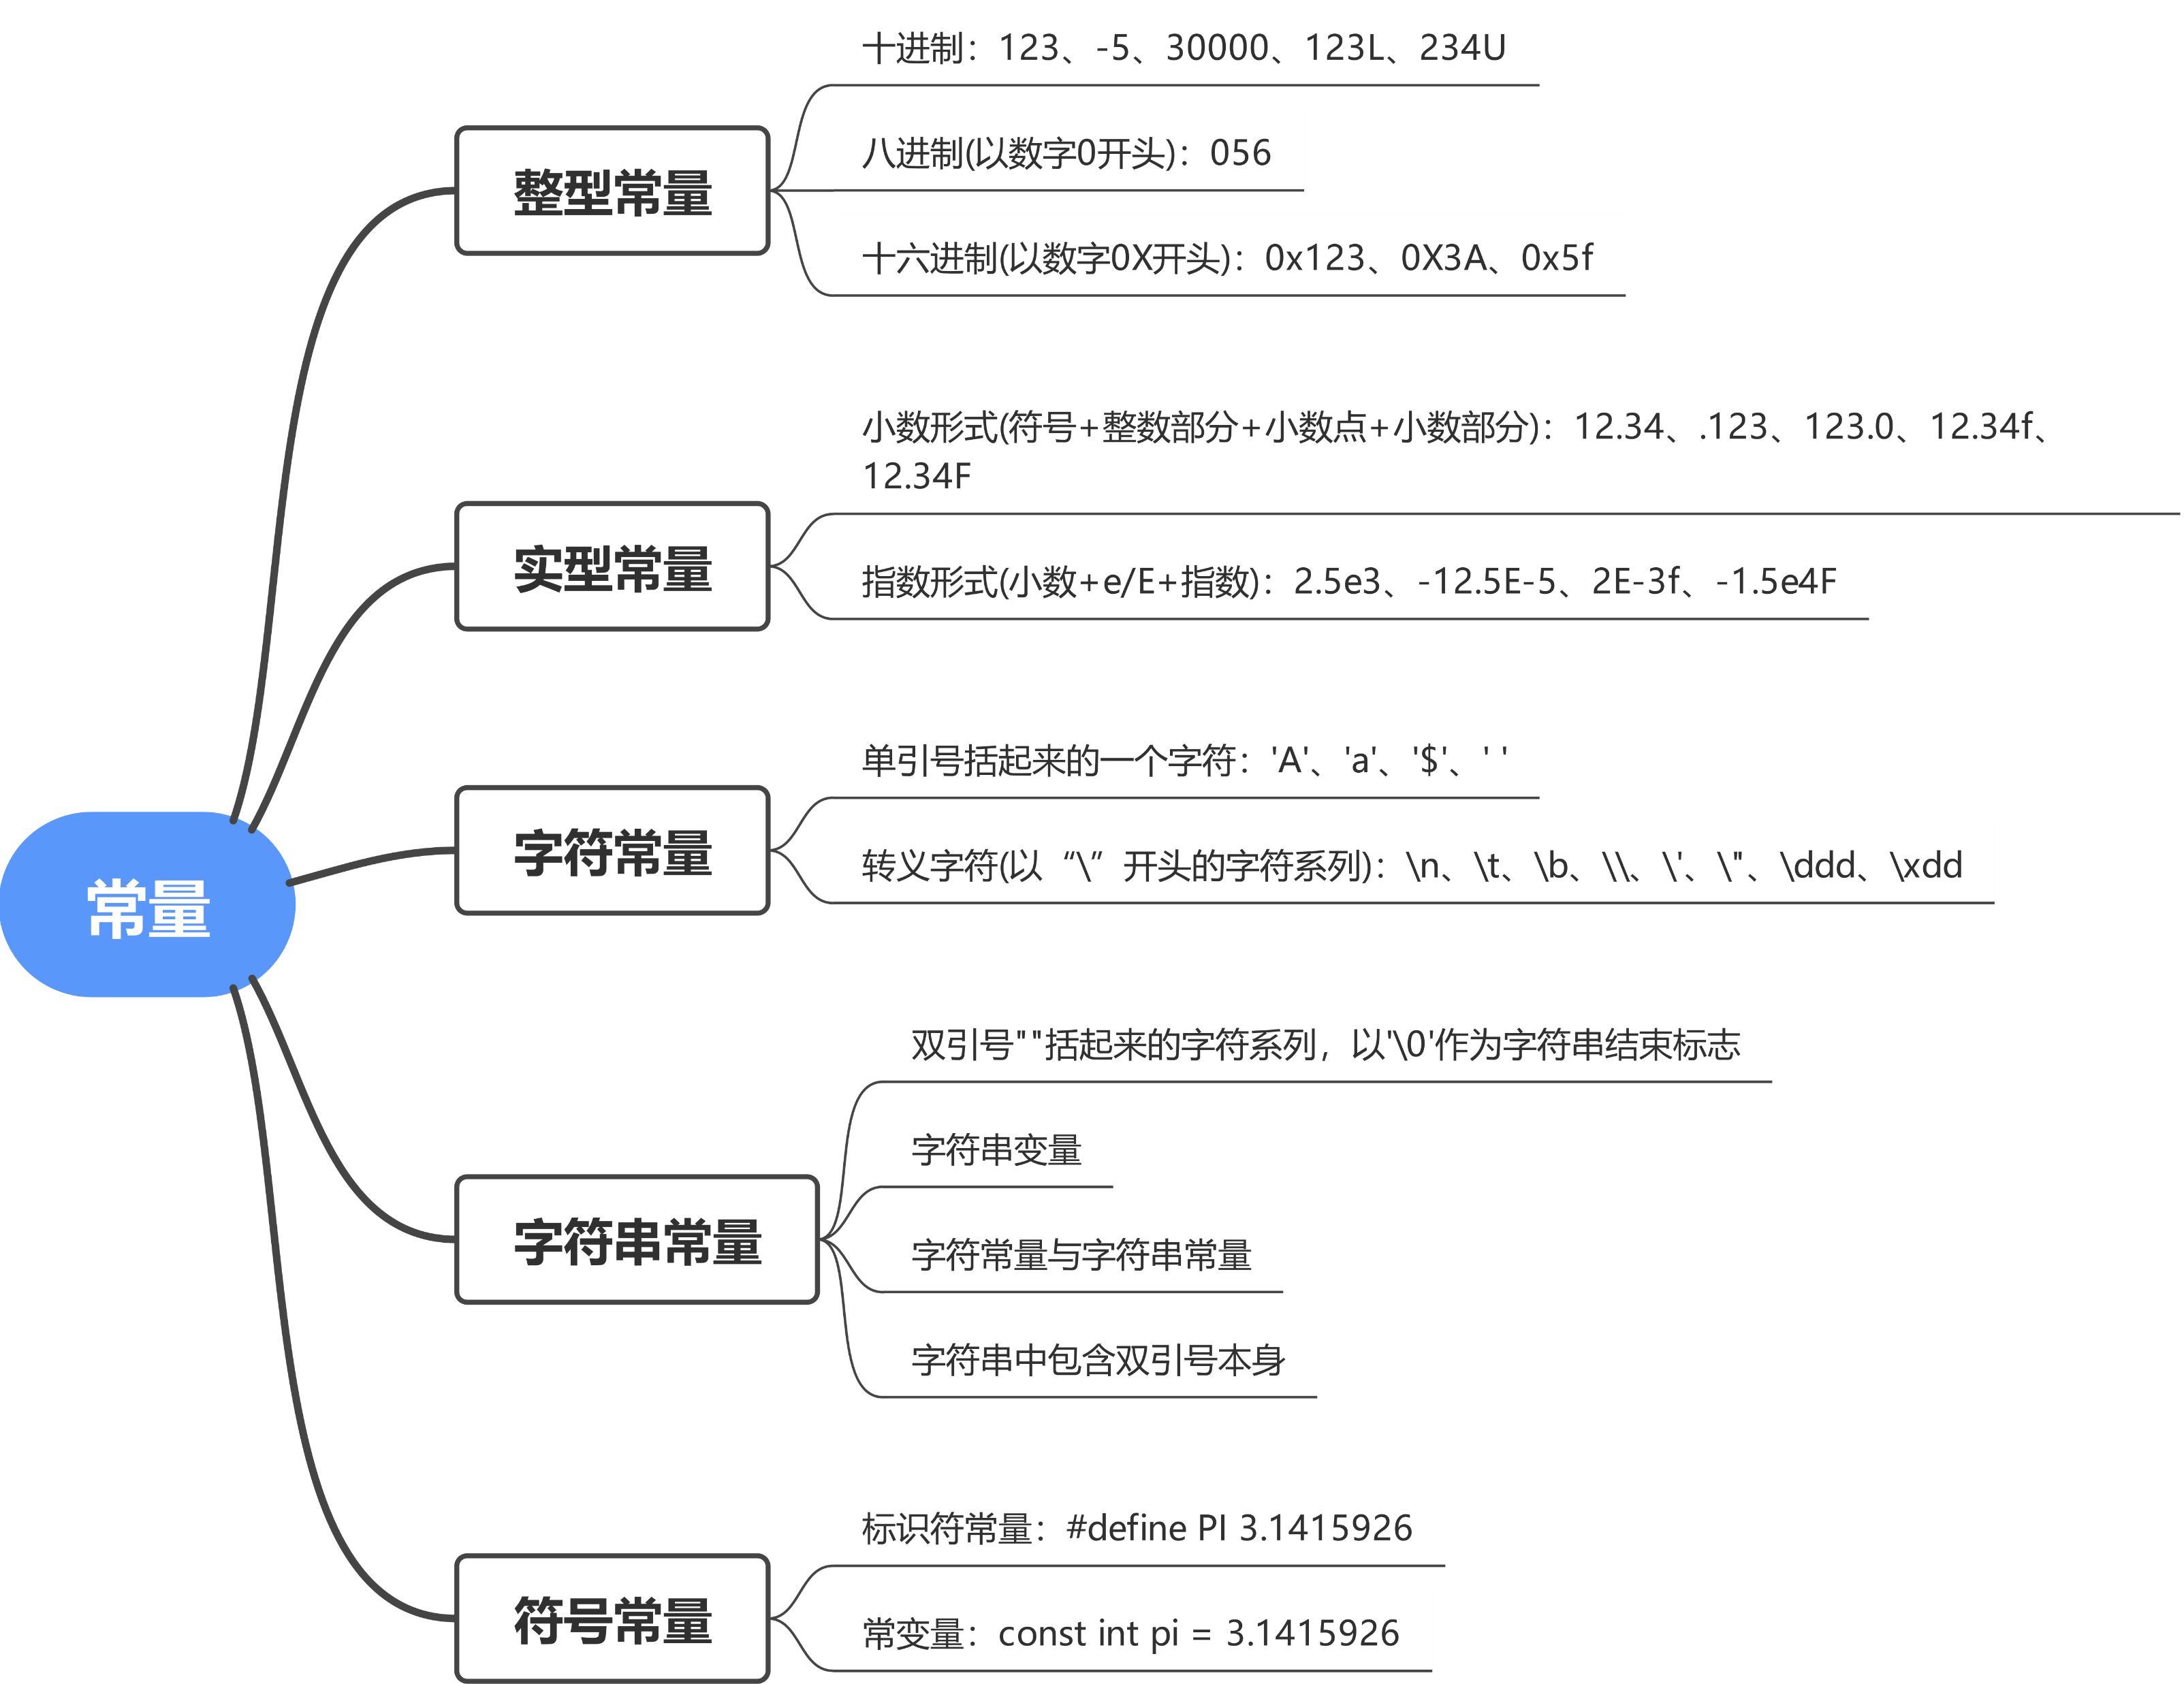 常量
整型常量
十进制：123、-5、30000、123L、234U
八进制(以数字0开头)：056
十六进制(以数字0X开头)：0x123、0X3A、0x5f
实型常量
小数形式(符号+整数部分+小数点+小数部分)：12.34、.123、123.0、12.34f、
12.34F
指数形式(小数+e/E+指数)：2.5e3、-12.5E-5、2E-3f、-1.5e4F
字符常量
单引号括起来的一个字符：'A'、'a'、'$'、' '
转义字符(以“\”开头的字符系列)：\n、\t、\b、\\、\'、\"、\ddd、\xdd
字符串常量
双引号""括起来的字符系列，以'\0'作为字符串结束标志
字符串变量
字符常量与字符串常量
字符串中包含双引号本身
符号常量
标识符常量：#define PI 3.1415926
常变量：const int pi = 3.1415926